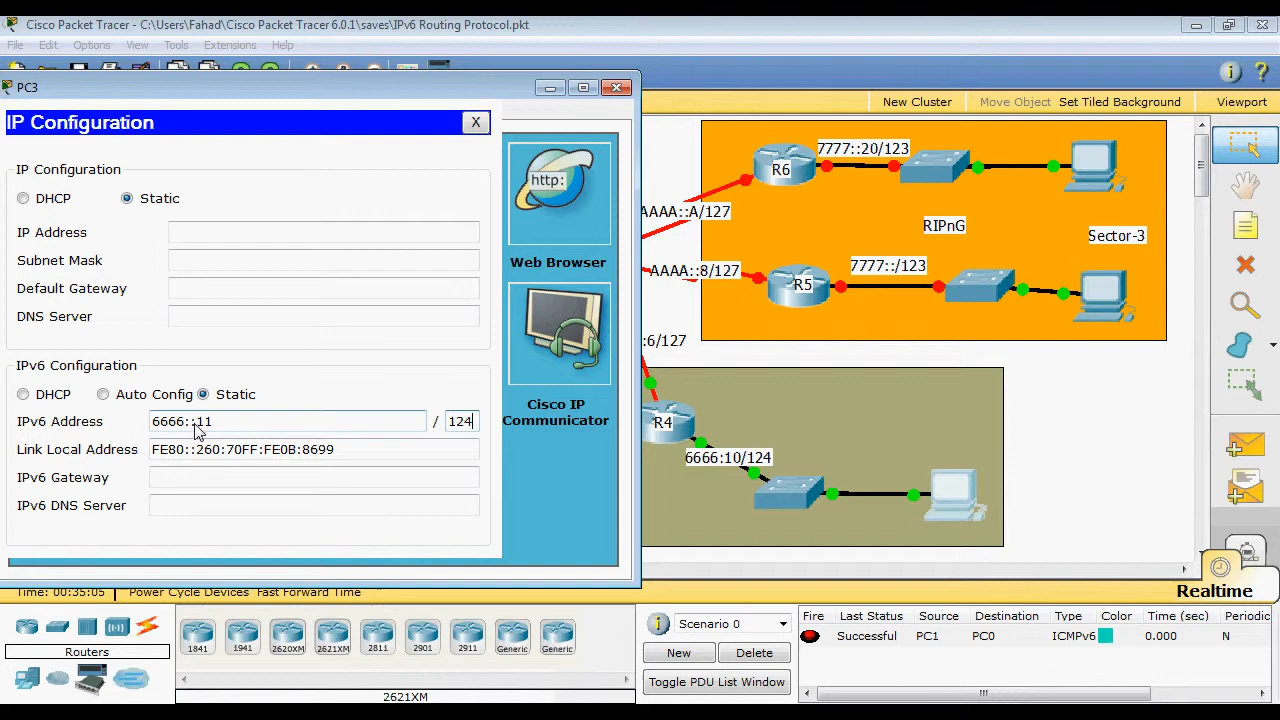 Cisco Packet Tracer - C:\Users\Fahad\Cisco Packet Tracer 6.0.1\saves\IPv6 Routing Protocol.pkt
File Edit Options View Tools Extensions Help
PC3
New Cluster Move Object Set Tiled Background Viewport
IP Configuration X
IP Configuration
DHCP Static
IP Address
Subnet Mask
Default Gateway
DNS Server
IPv6 Configuration
DHCP Auto Config Static
IPv6 Address 6666::11 / 124
Link Local Address FE80::260:70FF:FE0B:8699
IPv6 Gateway
IPv6 DNS Server
http:
Web Browser
Cisco IP
Communicator
7777::20/123
R6
AAAA::A/127
RIPnG
Sector-3
AAAA::8/127
7777::/123
R5
:6/127
R4
6666:10/124
Realtime
Time: 00:35:05 Power Cycle Devices Fast Forward Time
Routers
1841 1941 2620XM 2621XM 2811 2901 2911 Generic Generic
2621XM
Scenario 0
New Delete
Toggle PDU List Window
Fire Last Status Source Destination Type Color Time (sec) Periodic
Successful PC1 PC0 ICMPv6 0.000 N